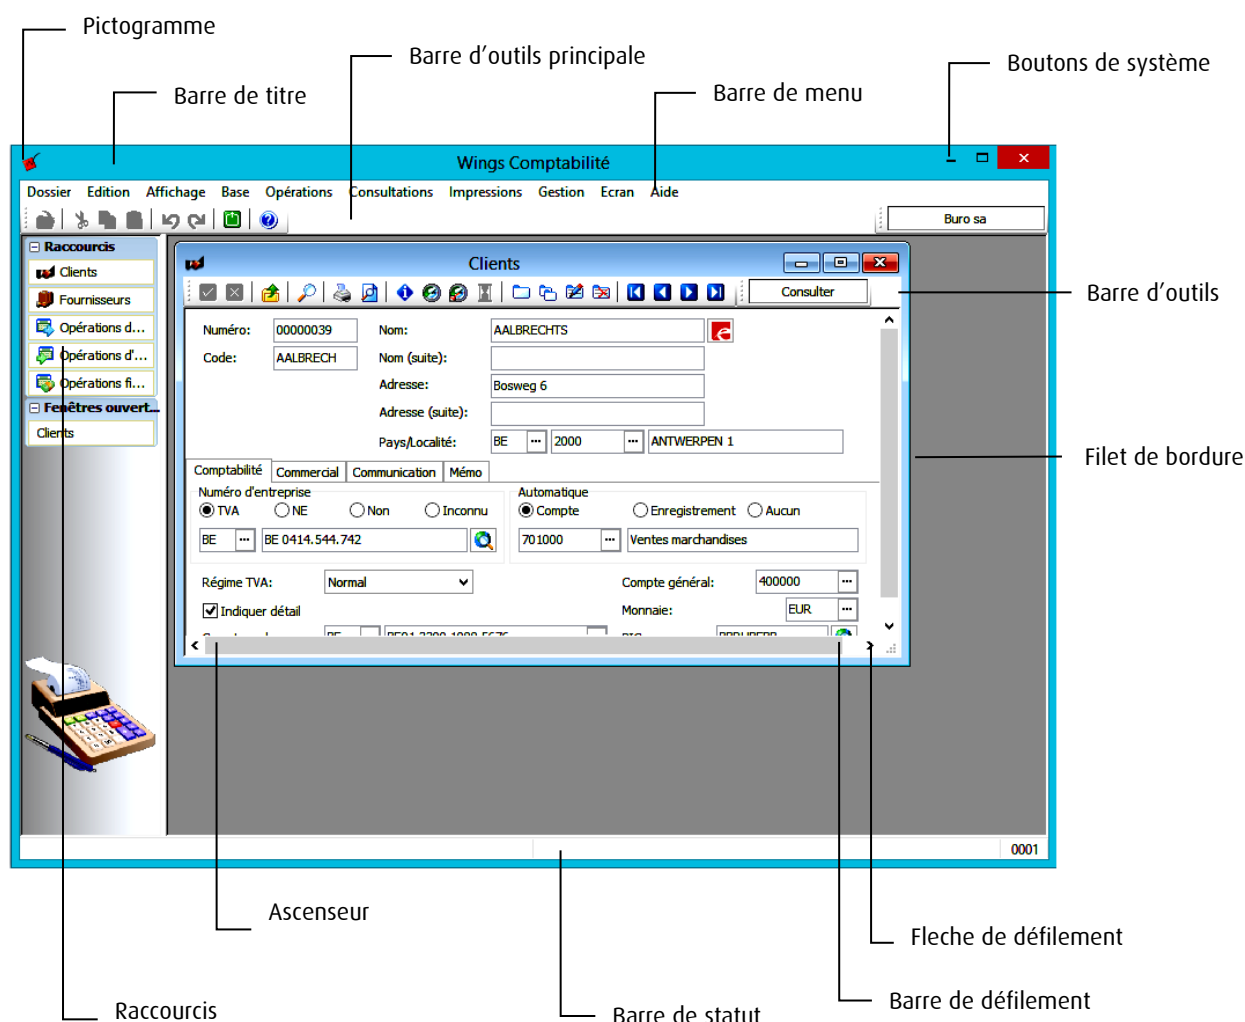 Pictogramme
Barre d'outils principale
Boutons de système
Barre de titre
Barre de menu
Wings Comptabilité
Dossier Edition Affichage Base Opérations Consultations Impressions Gestion Ecran Aide
Buro sa
Raccourcis
Clients
Fournisseurs
Opérations d...
Opérations d'...
Opérations fi...
Fenêtres ouvert...
Clients
Clients
Consulter
Barre d'outils
Numéro: 00000039 Nom: AALBRECHTS
Code: AALBRECH Nom (suite):
Adresse: Bosweg 6
Adresse (suite):
Pays/Localité: BE ... 2000 ... ANTWERPEN 1
Filet de bordure
Comptabilité Commercial Communication Mémo
Numéro d'entreprise Automatique
TVA NE Non Inconnu Compte Enregistrement Aucun
BE ... BE 0414.544.742 701000 ... Ventes marchandises
Régime TVA: Normal Compte général: 400000 ...
Indiquer détail Monnaie: EUR ...
0001
Ascenseur
Fleche de défilement
Barre de défilement
Raccourcis
Barre de statut